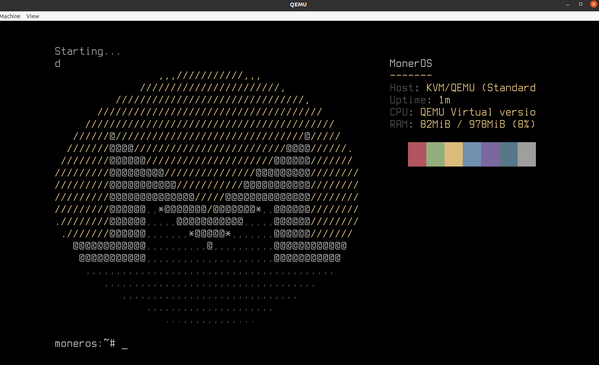 QEMU
Machine View
Starting...
d
MonerOS
-------
Host: KVM/QEMU (Standard
Uptime: 1m
CPU: QEMU Virtual versio
RAM: 82MiB / 978MiB (8%)
moneros:~# _